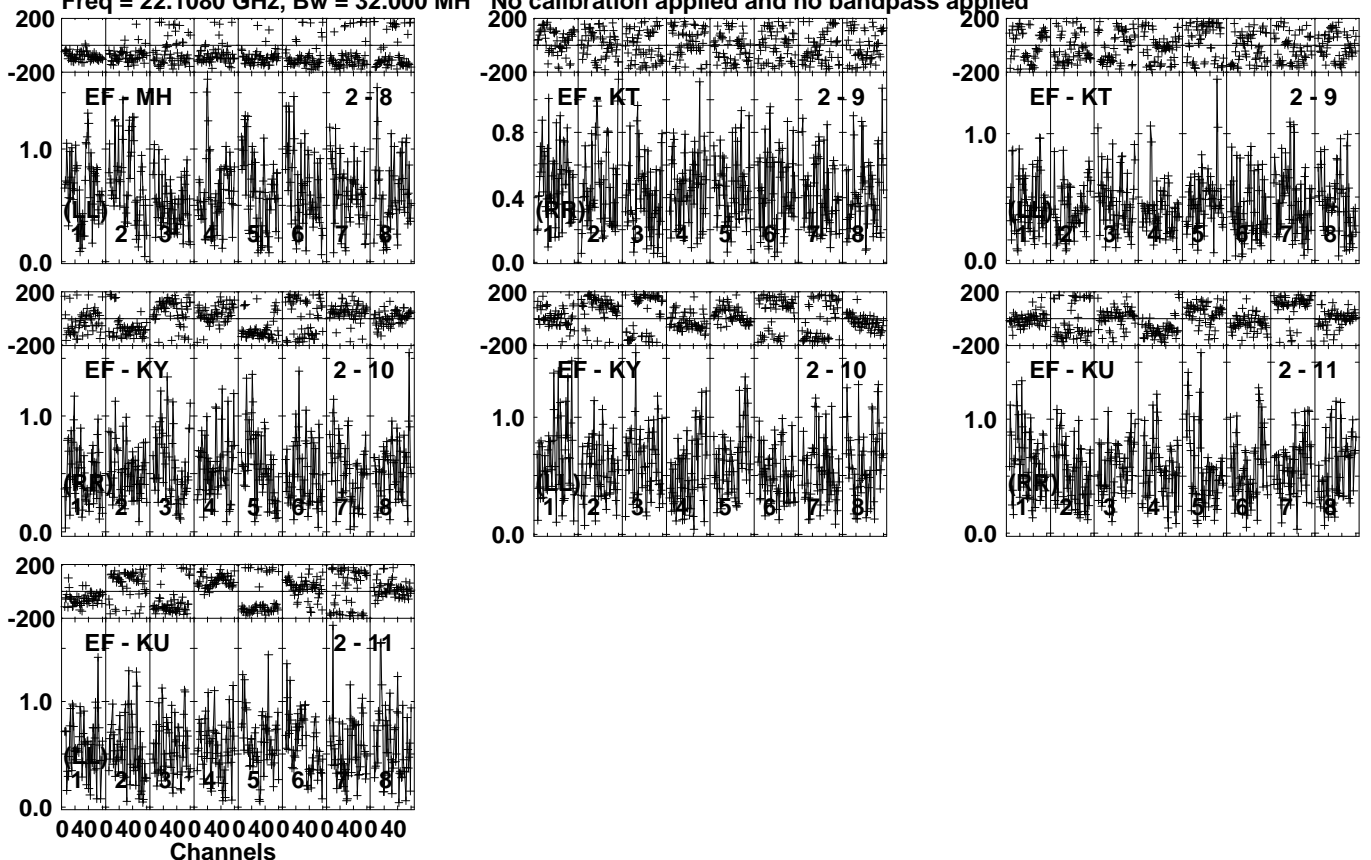 Freq = 22.1080 GHz, Bw = 32.000 MH No calibration applied and no bandpass applied
200
-200
EF - MH 2 - 8
1.0
(LL)
1 2 3 4 5 6 7 8
0.0
200
-200
EF - KT 2 - 9
0.8
0.4
(RR)
1 2 3 4 5 6 7 8
0.0
200
-200
EF - KT 2 - 9
1.0
(LL)
1 2 3 4 5 6 7 8
0.0
200
-200
EF - KY 2 - 10
1.0
(RR)
1 2 3 4 5 6 7 8
0.0
200
-200
EF - KY 2 - 10
1.0
(LL)
1 2 3 4 5 6 7 8
0.0
200
-200
EF - KU 2 - 11
1.0
(RR)
1 2 3 4 5 6 7 8
0.0
200
-200
EF - KU 2 - 11
1.0
(LL)
1 2 3 4 5 6 7 8
0.0
0 40 0 40 0 40 0 40 0 40 0 40 0 40 0 40
Channels